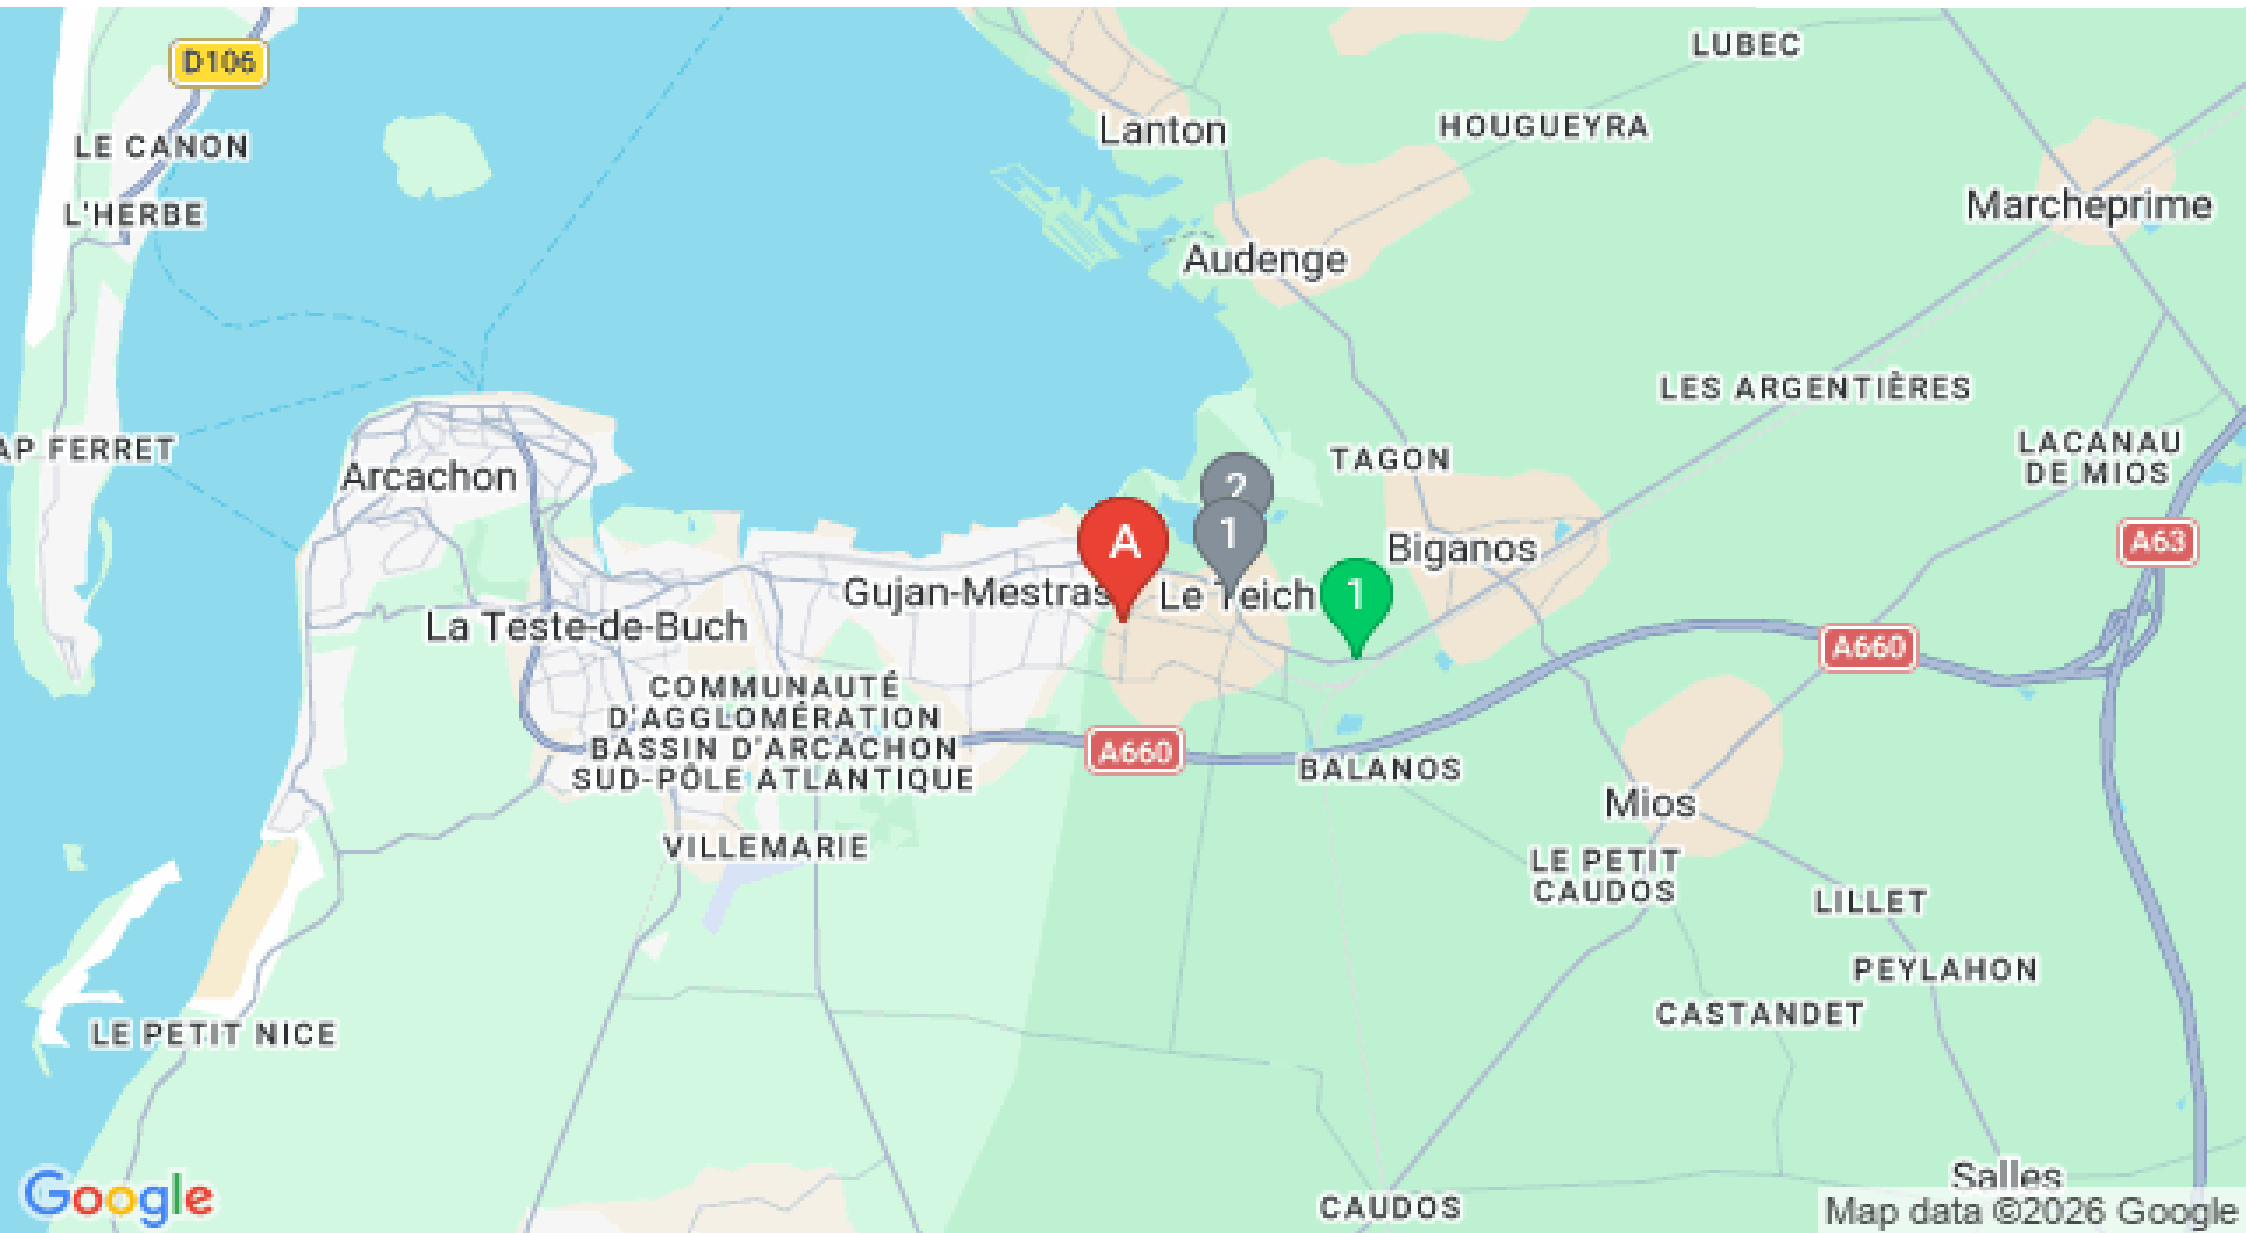 D106
LUBEC
LE CANON
Lanton
HOUGUEYRA
L'HERBE
Marcheprime
Audenge
LES ARGENTIÈRES
AP FERRET
Arcachon
TAGON
LACANAU
DE MIOS
2
1
A
Biganos
A63
Gujan-Mestras
Le Teich
1
La Teste-de-Buch
A660
COMMUNAUTÉ
D'AGGLOMÉRATION
BASSIN D'ARCACHON
SUD-PÔLE ATLANTIQUE
A660
BALANOS
Mios
VILLEMARIE
LE PETIT
CAUDOS
LILLET
PEYLAHON
CASTANDET
LE PETIT NICE
Salles
Google
CAUDOS
Map data ©2026 Google